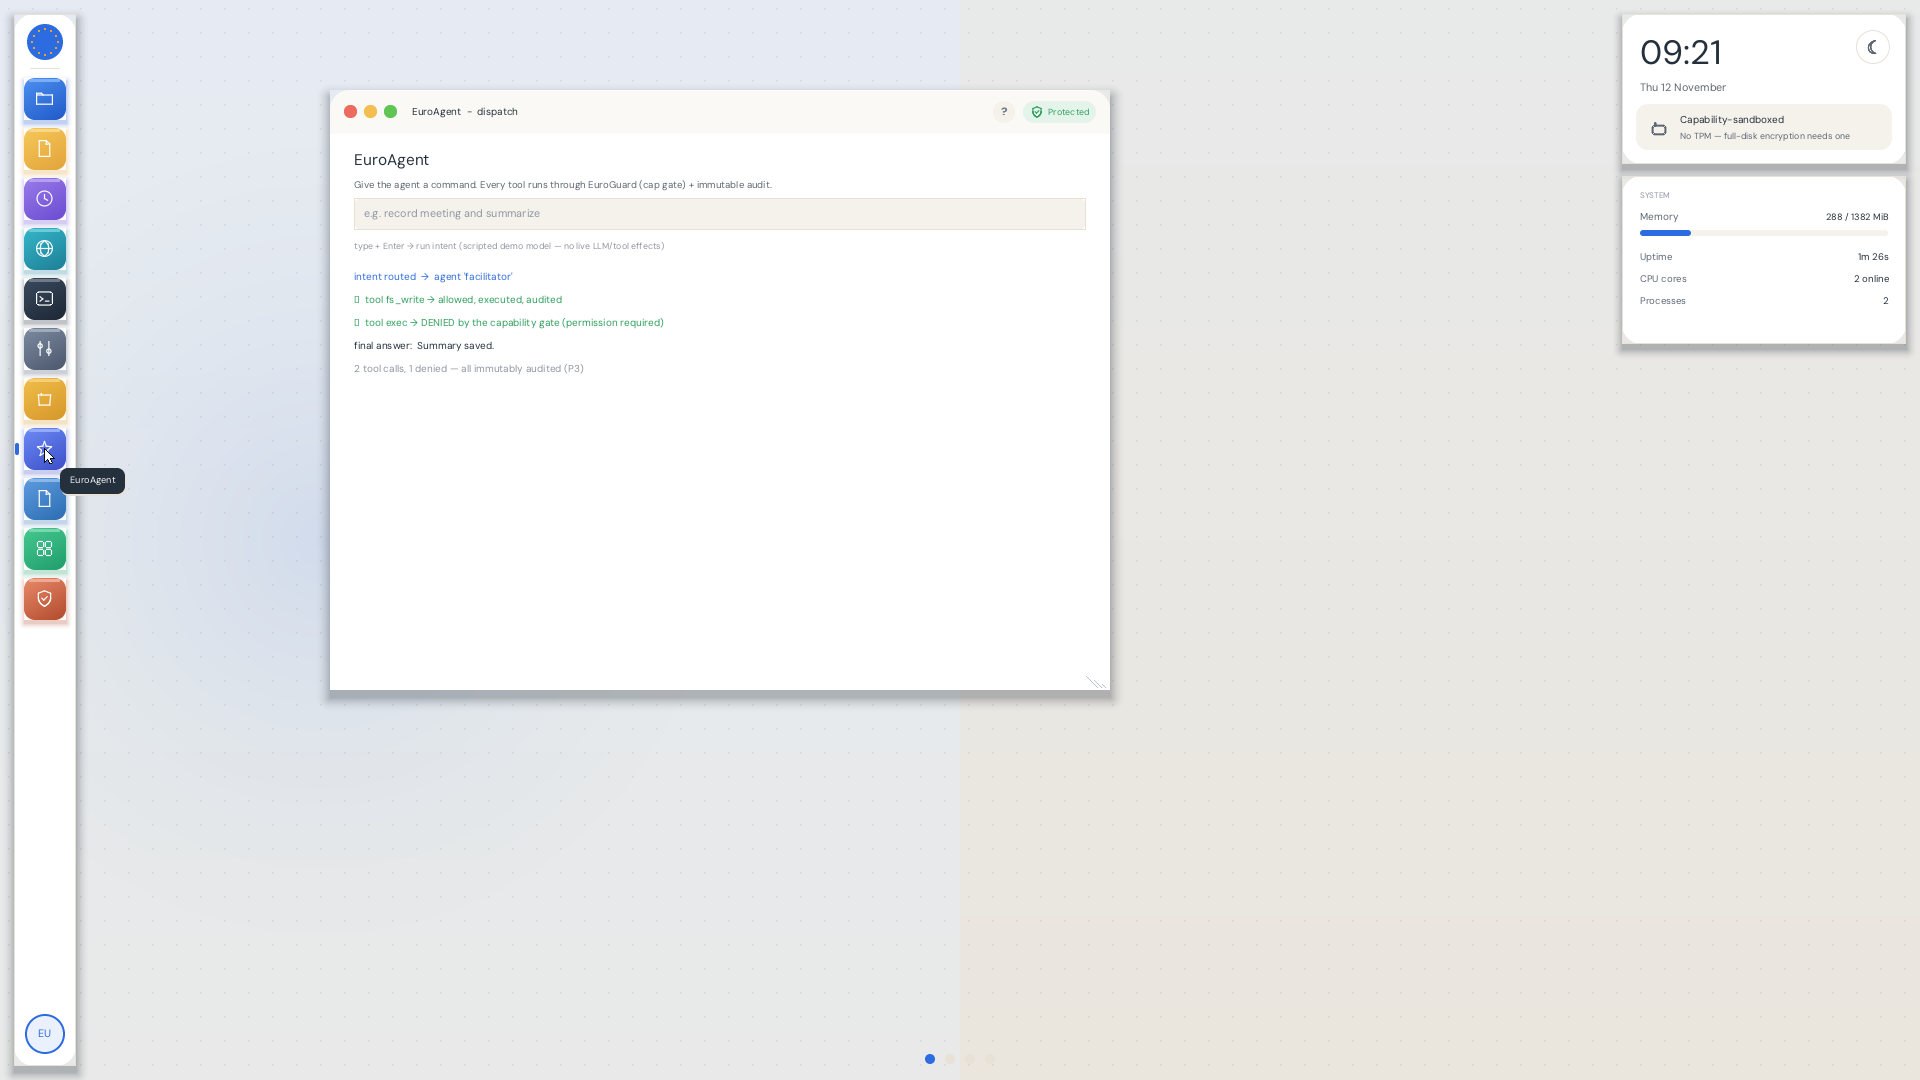 EuroAgent - dispatch
?
Protected
EuroAgent
Give the agent a command. Every tool runs through EuroGuard (cap gate) + immutable audit.
e.g. record meeting and summarize
type + Enter → run intent (scripted demo model — no live LLM/tool effects)
intent routed → agent 'facilitator'
▯ tool fs_write → allowed, executed, audited
▯ tool exec → DENIED by the capability gate (permission required)
final answer: Summary saved.
2 tool calls, 1 denied — all immutably audited (P3)
EuroAgent
EU
09:21
Thu 12 November
Capability-sandboxed
No TPM — full-disk encryption needs one
SYSTEM
Memory 288 / 1382 MiB
Uptime 1m 26s
CPU cores 2 online
Processes 2